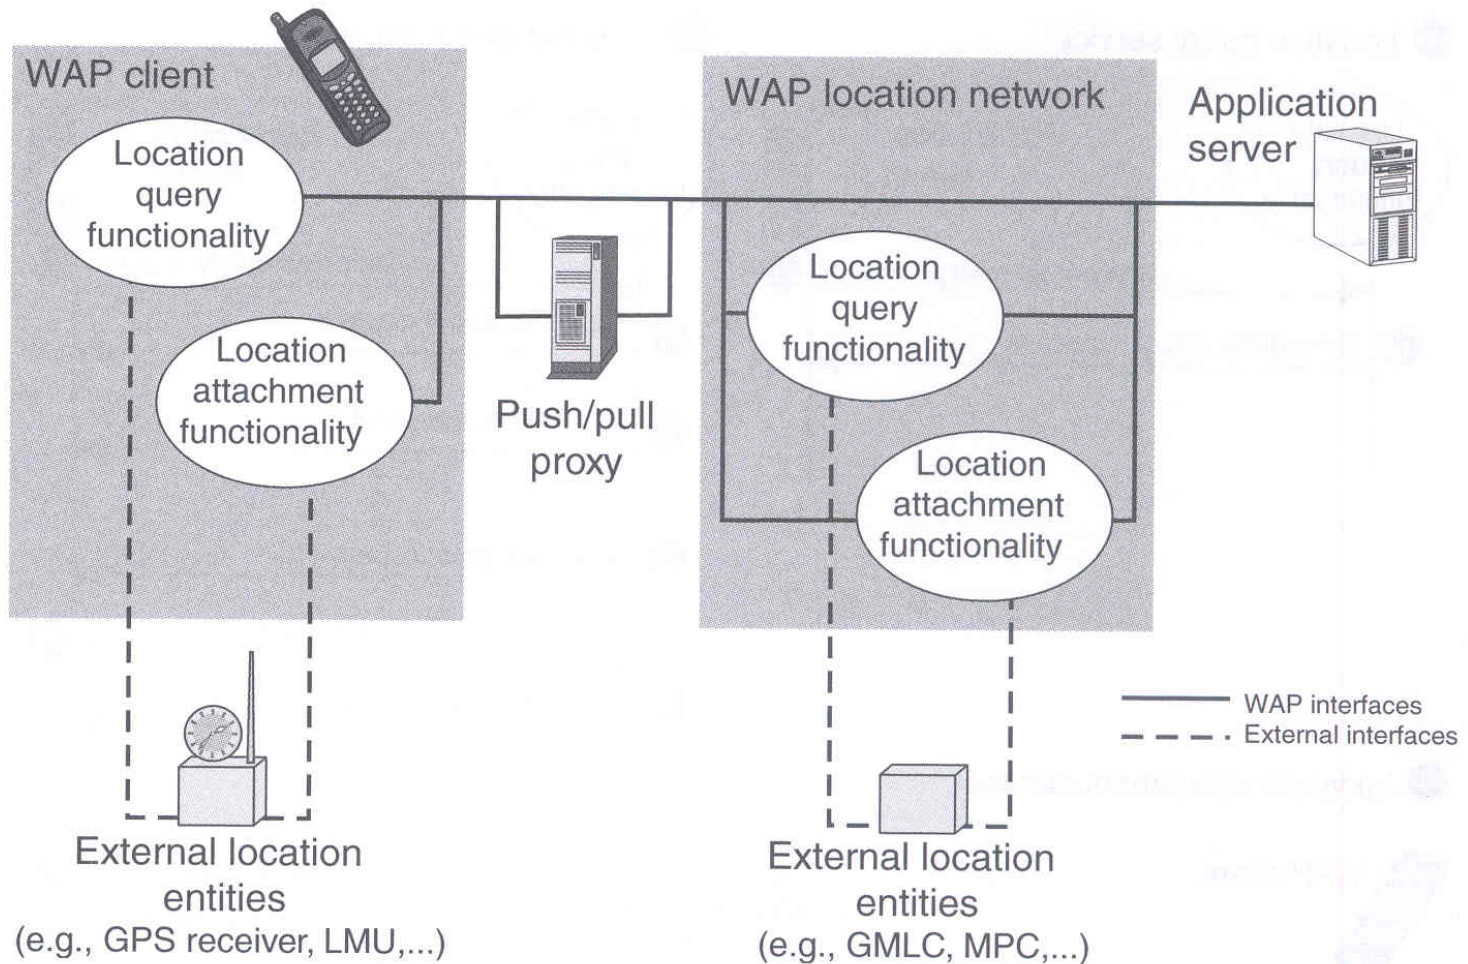 WAP client
Location
query
functionality
Location
attachment
functionality
Push/pull
proxy
WAP location network
Location
query
functionality
Location
attachment
functionality
Application
server
WAP interfaces
External interfaces
External location
entities
(e.g., GPS receiver, LMU,...)
External location
entities
(e.g., GMLC, MPC,...)